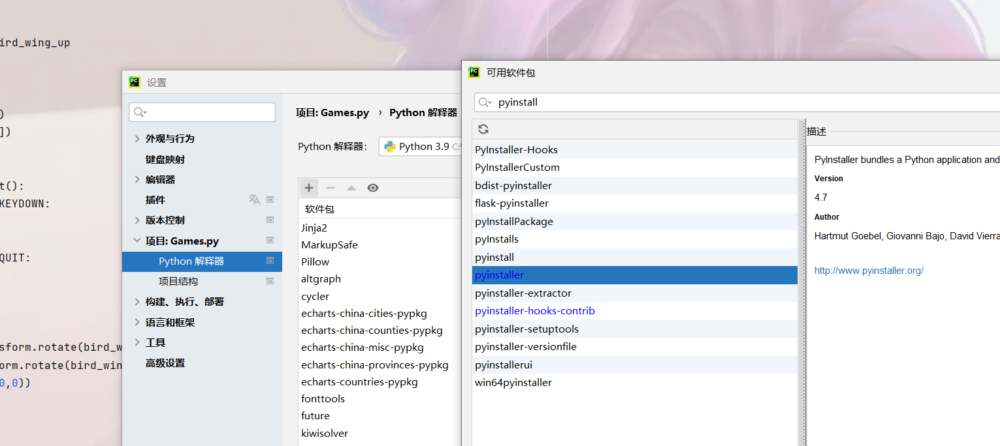 ird_wing_up
)
])
t():
KEYDOWN:
QUIT:
sform.rotate(bird_w
orm.rotate(bird_win
0,0))
设置
外观与行为
键盘映射
编辑器
插件
版本控制
项目: Games.py
Python 解释器
项目结构
构建、执行、部署
语言和框架
工具
高级设置
项目: Games.py › Python 解释器
Python 解释器: Python 3.9 C:\
软件包
Jinja2
MarkupSafe
Pillow
altgraph
cycler
echarts-china-cities-pypkg
echarts-china-counties-pypkg
echarts-china-misc-pypkg
echarts-china-provinces-pypkg
echarts-countries-pypkg
fonttools
future
kiwisolver
可用软件包
pyinstall
PyInstaller-Hooks
PyInstallerCustom
bdist-pyinstaller
flask-pyinstaller
pyInstallPackage
pyInstalls
pyinstall
pyinstaller
pyinstaller-extractor
pyinstaller-hooks-contrib
pyinstaller-setuptools
pyinstaller-versionfile
pyinstallerui
win64pyinstaller
描述
PyInstaller bundles a Python application and
Version
4.7
Author
Hartmut Goebel, Giovanni Bajo, David Vierra
http://www.pyinstaller.org/